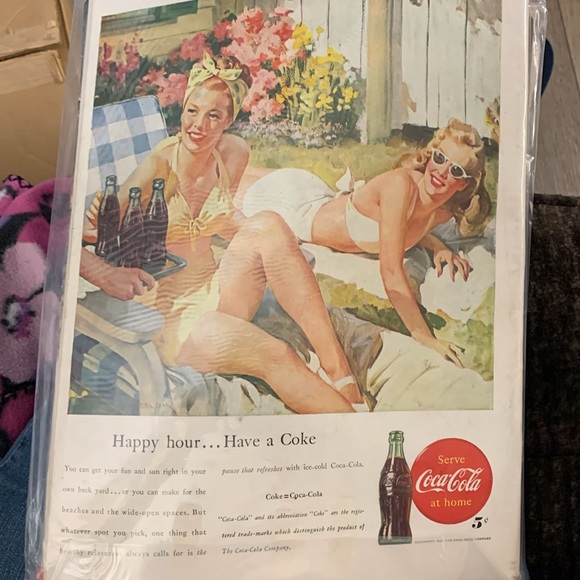 Happy hour...Have a Coke
You can get your fun and sun right in your
own back yard...or you can make for the
beaches and the wide-open spaces. But
whatever spot you pick, one thing that
healthy relaxers always calls for is the
pause that refreshes with ice-cold Coca-Cola.
Coke = Coca-Cola
"Coca-Cola" and its abbreviation "Coke" are the regis-
tered trade-marks which distinguish the product of
The Coca-Cola Company.
Serve
Coca-Cola
at home
5¢